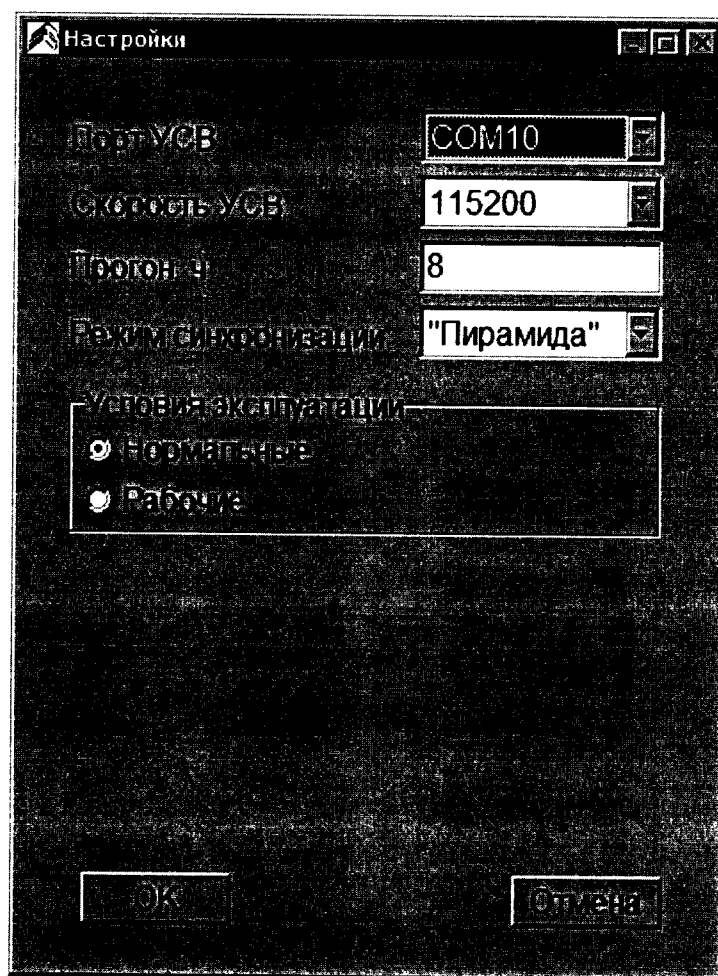 Настройки
Порт УСВ COM10
Скорость УСВ 115200
Прогон ч 8
Режим синхронизации "Пирамида"
Условия эксплуатации
Нормальные
Рабочие
OK Отмена